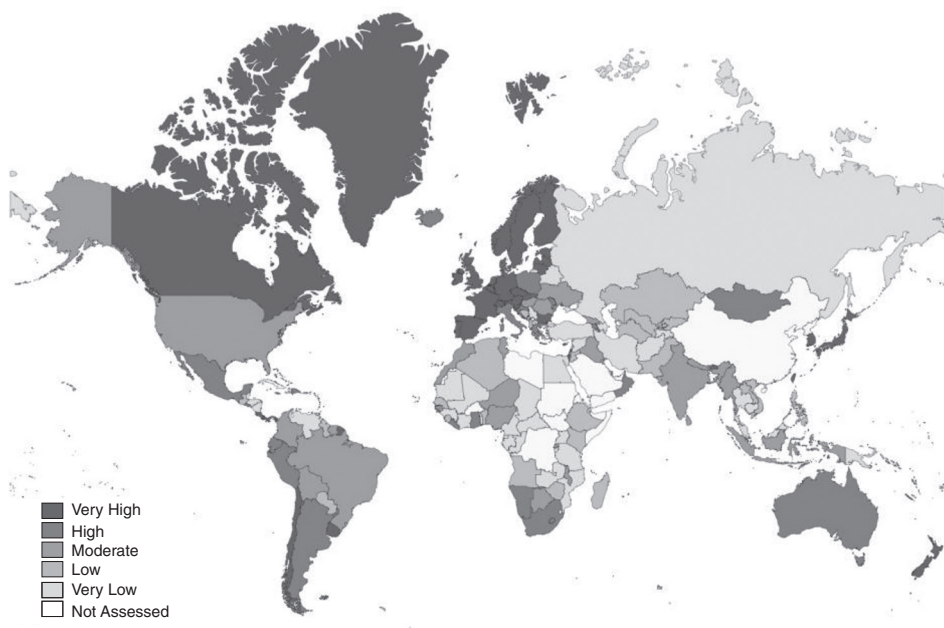 Very High
High
Moderate
Low
Very Low
Not Assessed